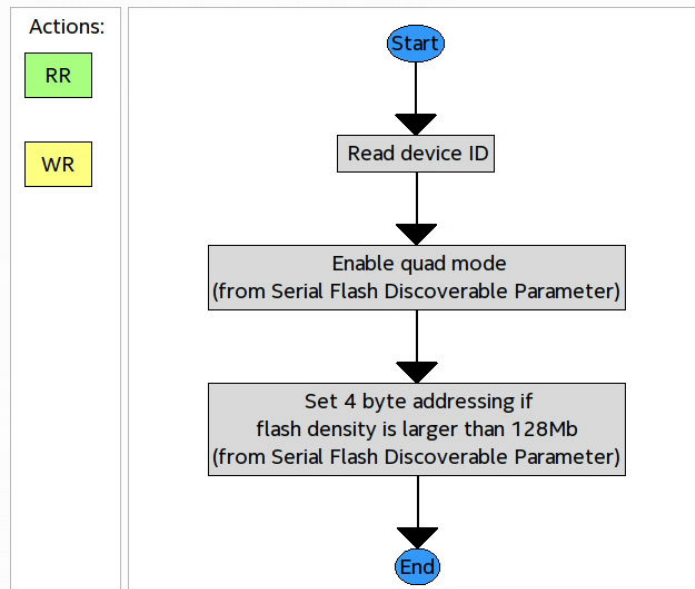 Actions:
RR
WR
Start
Read device ID
Enable quad mode
(from Serial Flash Discoverable Parameter)
Set 4 byte addressing if
flash density is larger than 128Mb
(from Serial Flash Discoverable Parameter)
End